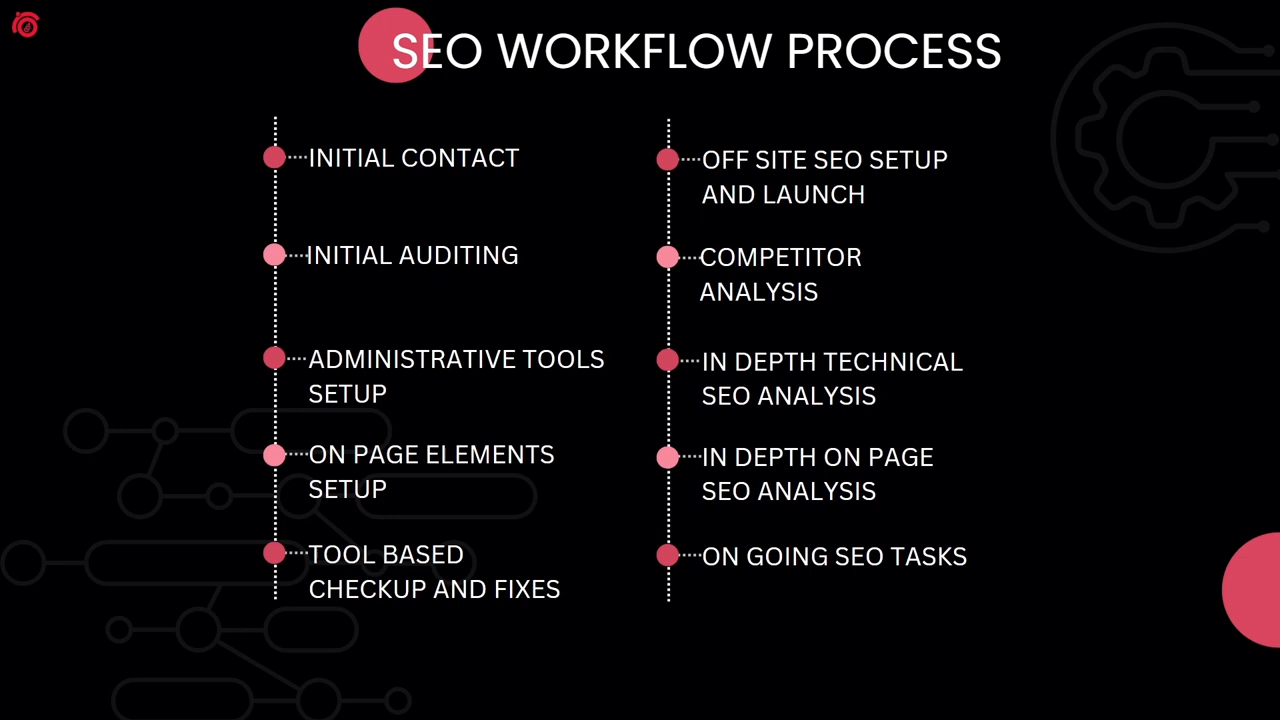 SEO WORKFLOW PROCESS
INITIAL CONTACT
INITIAL AUDITING
ADMINISTRATIVE TOOLS
SETUP
ON PAGE ELEMENTS
SETUP
TOOL BASED
CHECKUP AND FIXES
OFF SITE SEO SETUP
AND LAUNCH
COMPETITOR
ANALYSIS
IN DEPTH TECHNICAL
SEO ANALYSIS
IN DEPTH ON PAGE
SEO ANALYSIS
ON GOING SEO TASKS